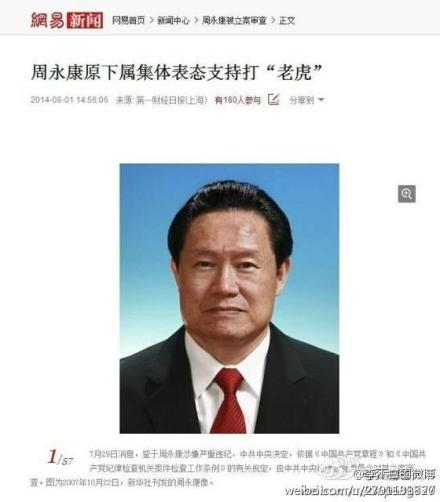 網易 新闻 网易首页 > 新闻中心 > 周永康被立案审查 > 正文
周永康原下属集体表态支持打“老虎”
2014-08-01 14:56:06 来源: 第一财经日报(上海) 有180人参与 分享到
1/57 7月29日消息，鉴于周永康涉嫌严重违纪，中共中央决定，依据《中国共产党章程》和《中国
共产党纪律检查机关案件检查工作条例》的有关规定，由中共中央
查。图为2007年10月22日，新华社刊发的周永康像。